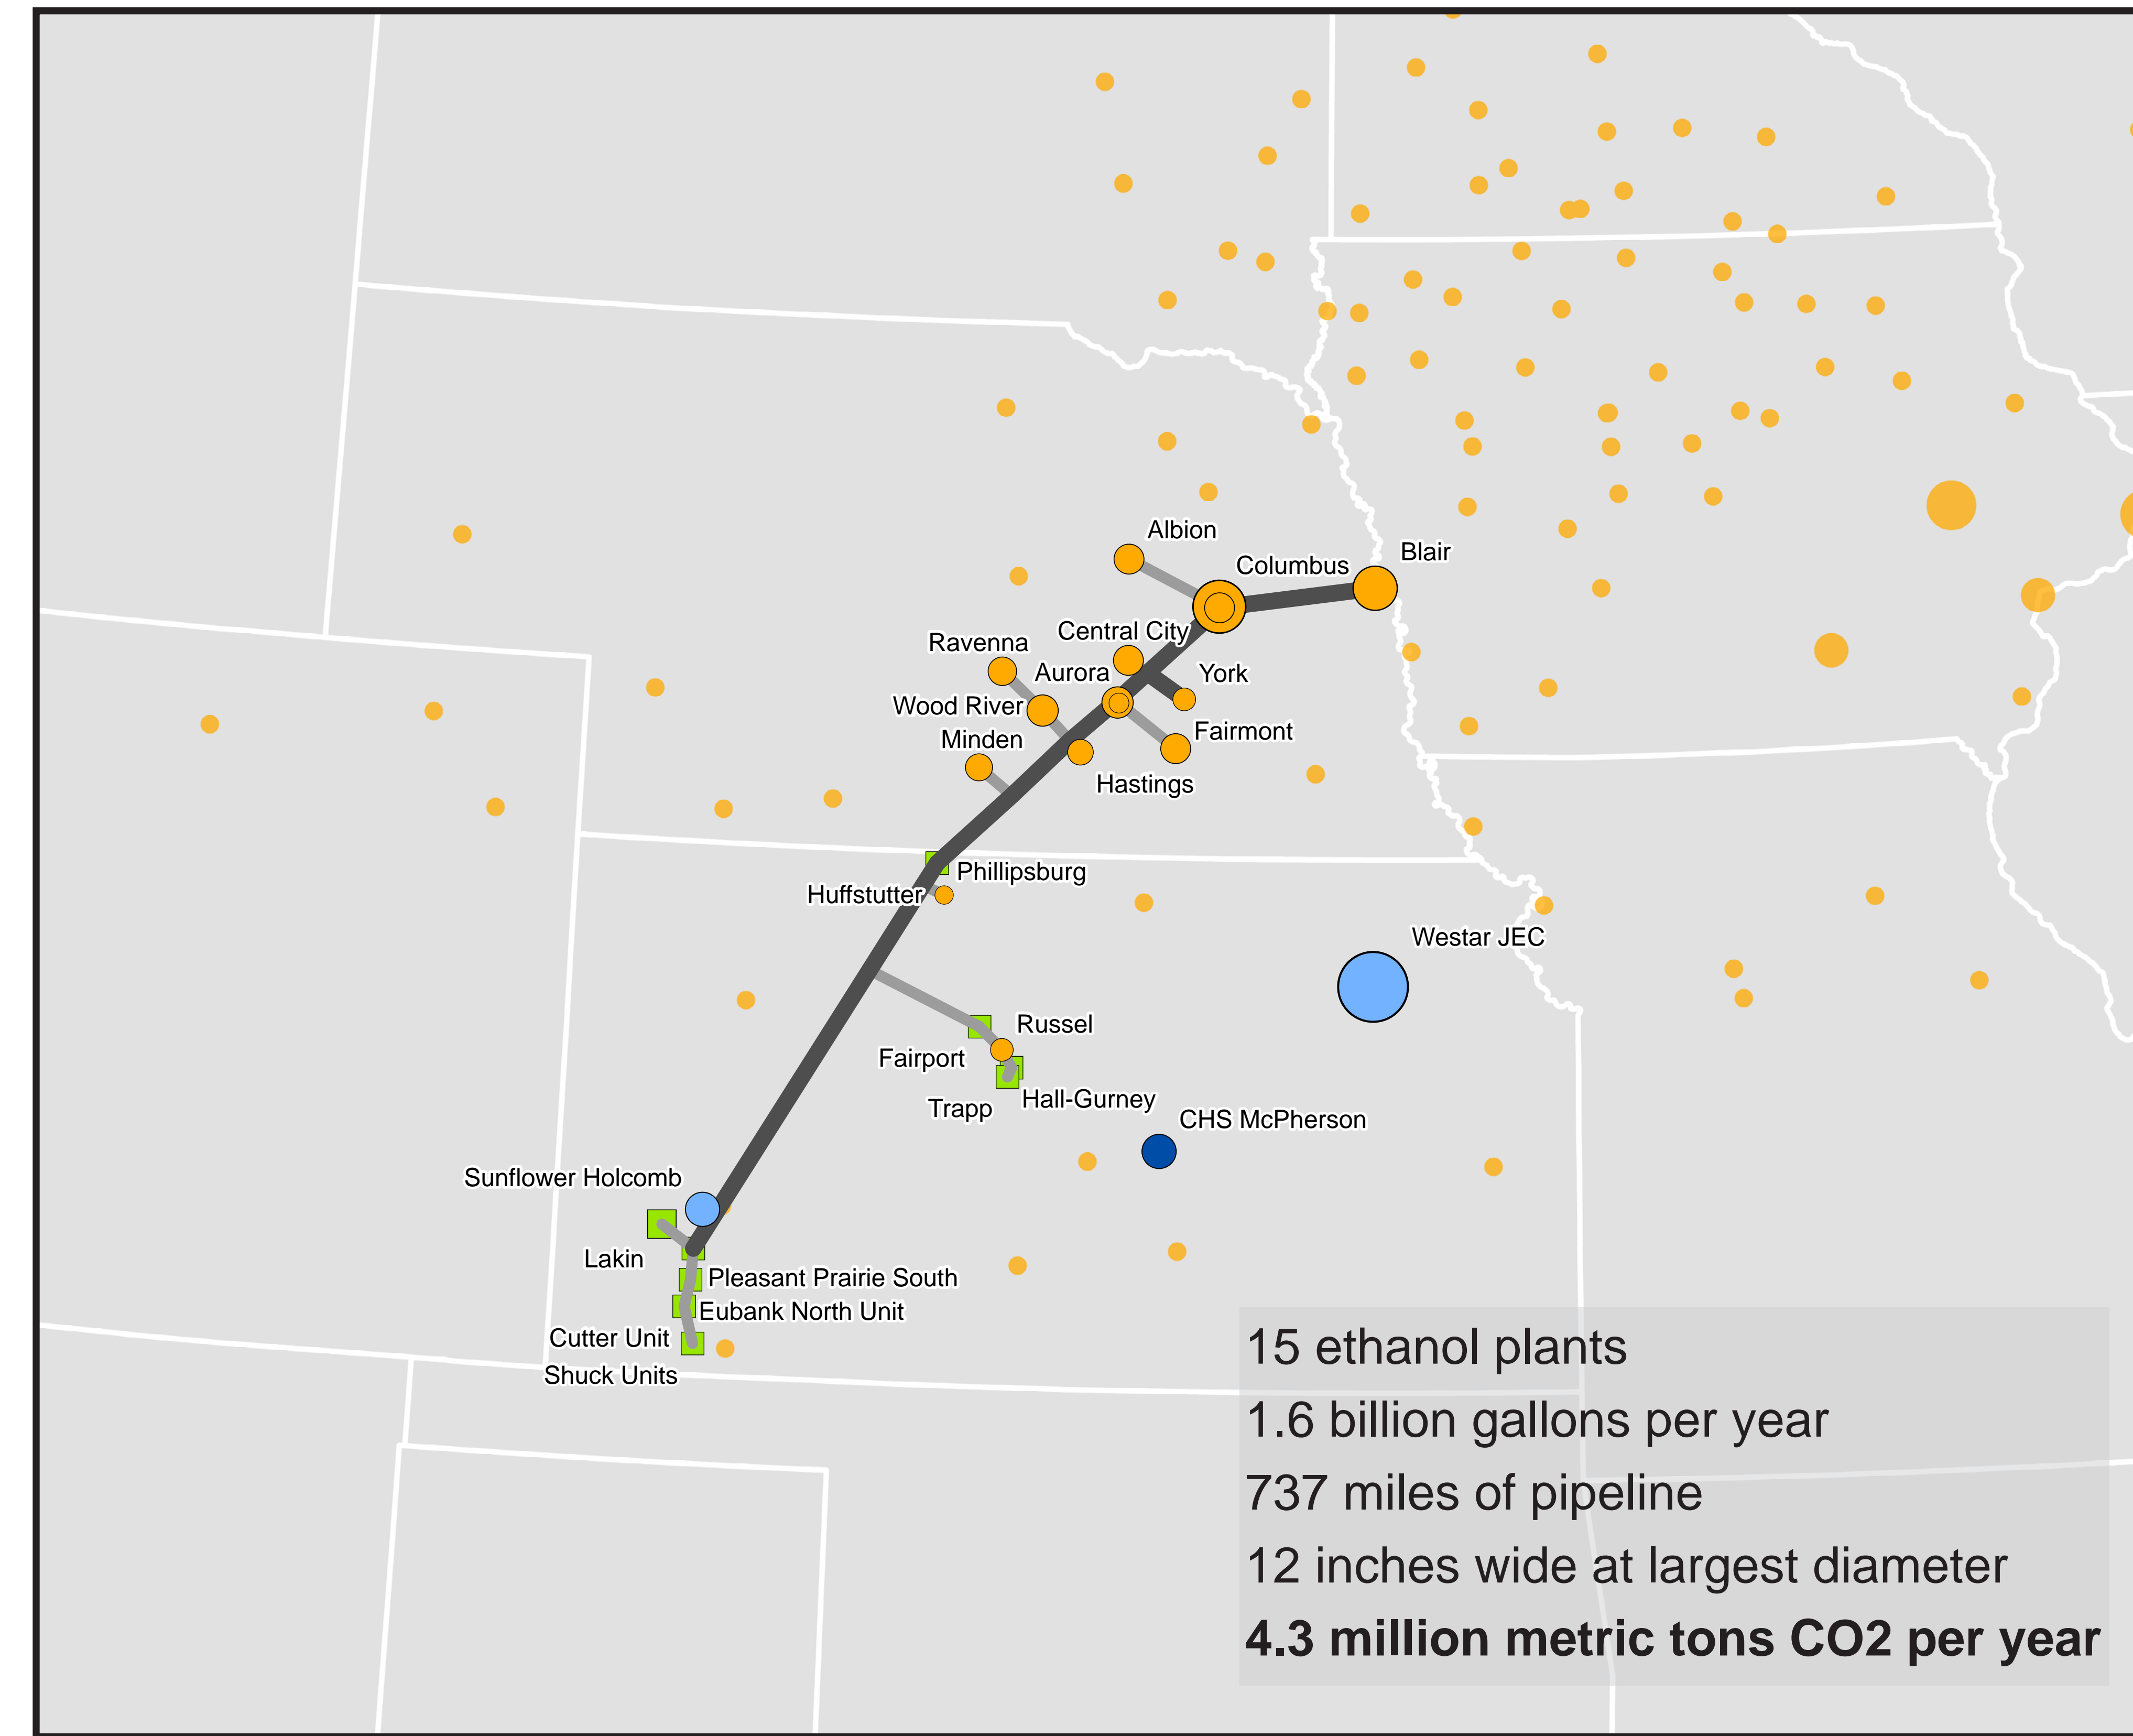 Albion
Columbus
Blair
Central City
Ravenna
Aurora
York
Wood River
Fairmont
Minden
Hastings
Phillipsburg
Huffstutter
Westar JEC
Russel
Fairport
Hall-Gurney
Trapp
CHS McPherson
Sunflower Holcomb
Lakin
Pleasant Prairie South
Eubank North Unit
Cutter Unit
Shuck Units
15 ethanol plants
1.6 billion gallons per year
737 miles of pipeline
12 inches wide at largest diameter
4.3 million metric tons CO2 per year